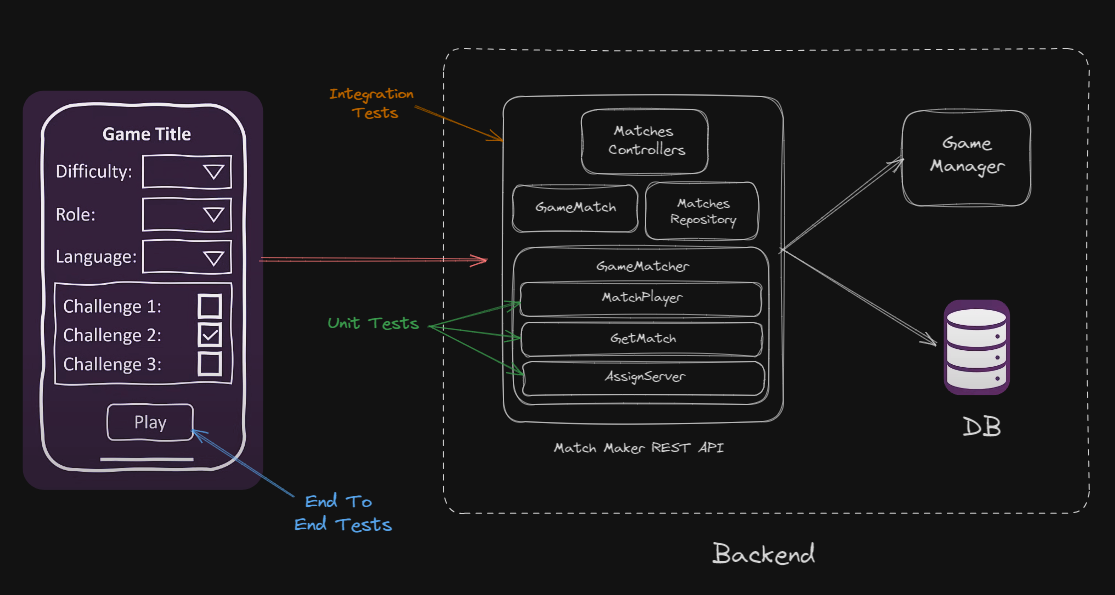 Game Title
Difficulty:
Role:
Language:
Challenge 1:
Challenge 2:
Challenge 3:
Play
End To
End Tests
Integration
Tests
Unit Tests
Matches
Controllers
GameMatch
Matches
Repository
GameMatcher
MatchPlayer
GetMatch
AssignServer
Match Maker REST API
Game
Manager
DB
Backend